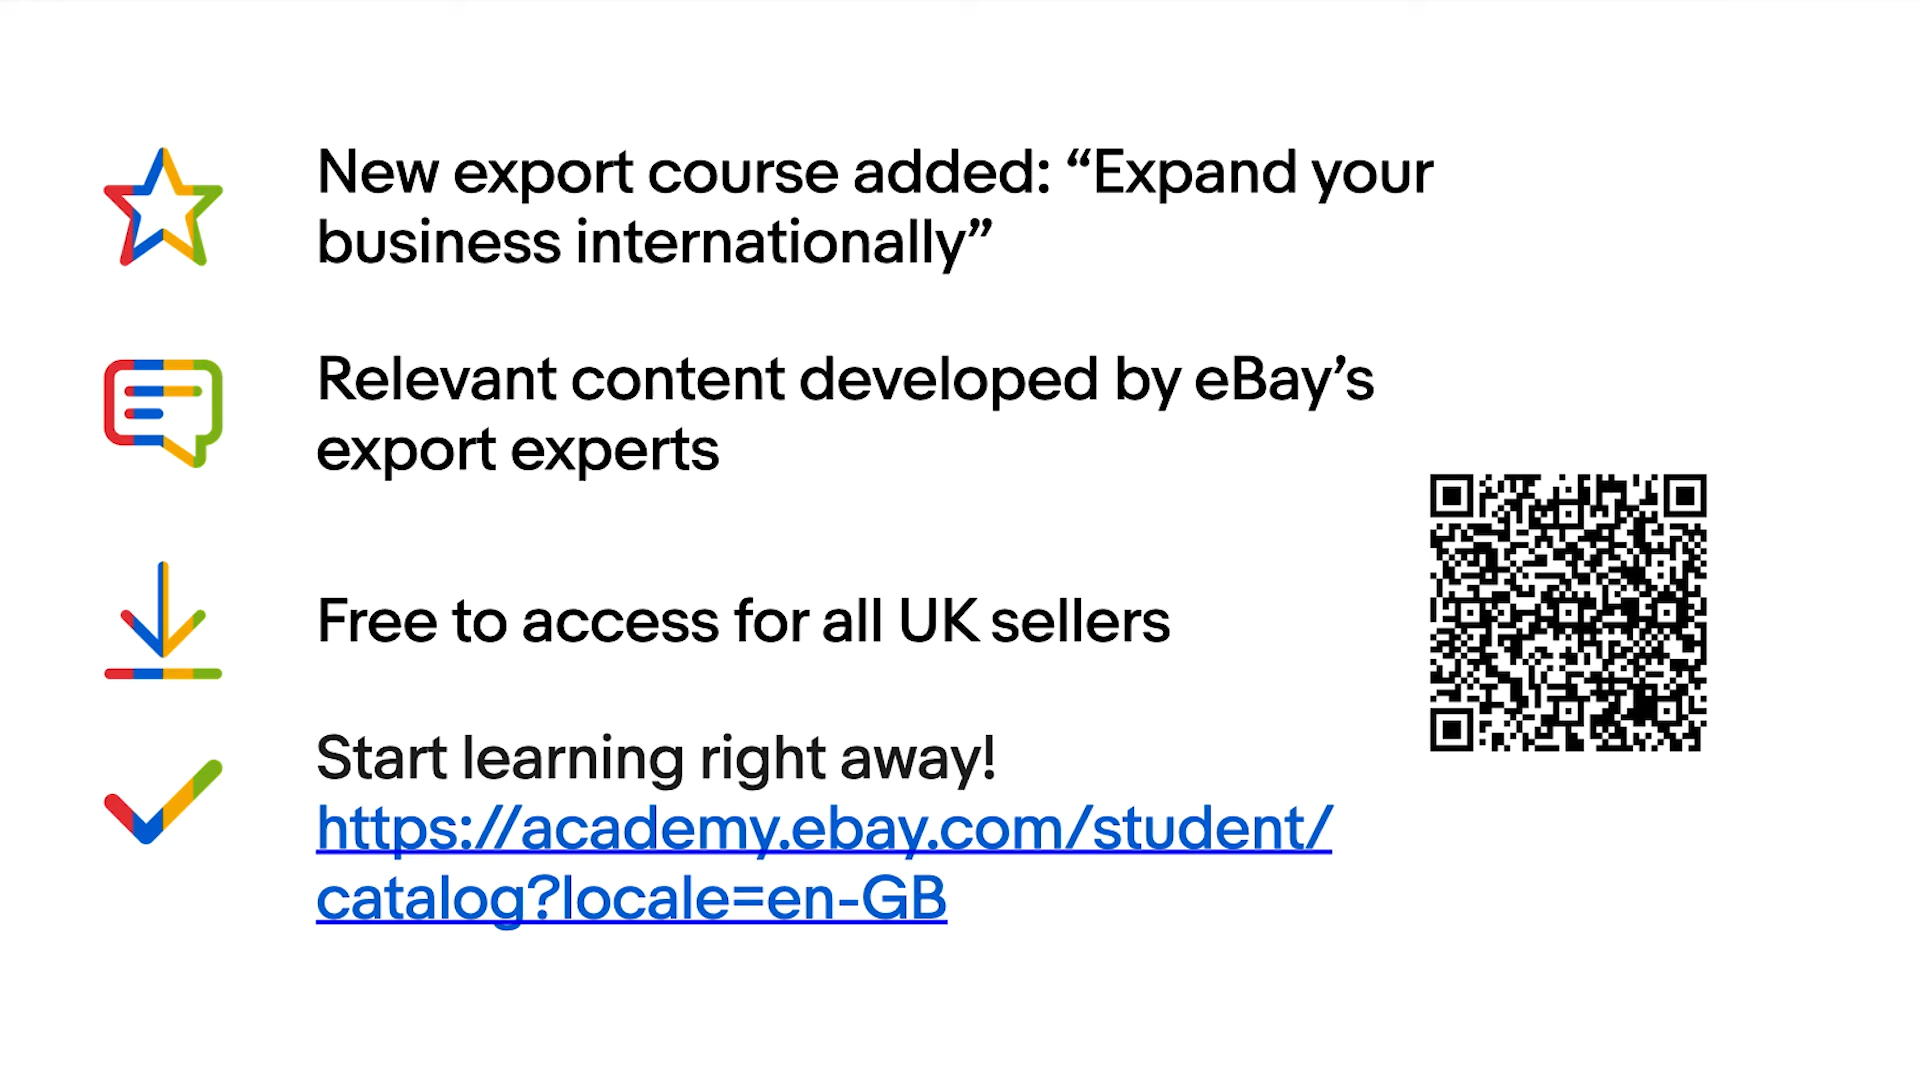 New export course added: “Expand your
business internationally”
Relevant content developed by eBay’s
export experts
Free to access for all UK sellers
Start learning right away!
https://academy.ebay.com/student/
catalog?locale=en-GB